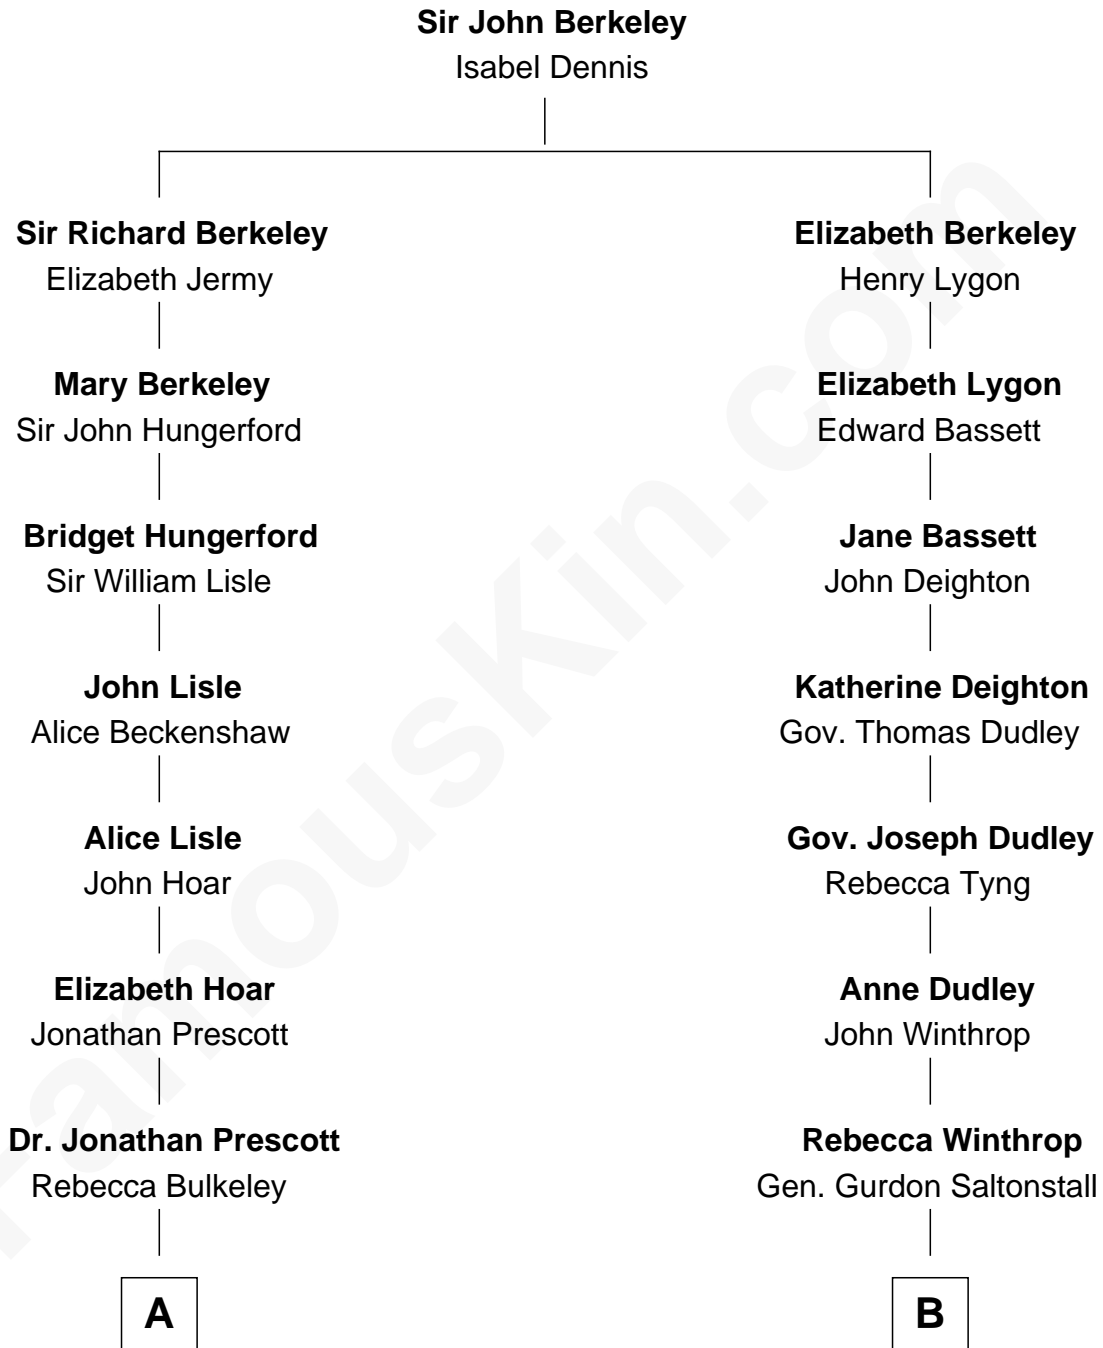 Sir John Berkeley
Isabel Dennis
Sir Richard Berkeley
Elizabeth Jermy
Elizabeth Berkeley
Henry Lygon
Mary Berkeley
Sir John Hungerford
Elizabeth Lygon
Edward Bassett
Bridget Hungerford
Sir William Lisle
Jane Bassett
John Deighton
John Lisle
Alice Beckenshaw
Katherine Deighton
Gov. Thomas Dudley
Alice Lisle
John Hoar
Gov. Joseph Dudley
Rebecca Tyng
Elizabeth Hoar
Jonathan Prescott
Anne Dudley
John Winthrop
Dr. Jonathan Prescott
Rebecca Bulkeley
Rebecca Winthrop
Gen. Gurdon Saltonstall
A
B
FamousKin.com